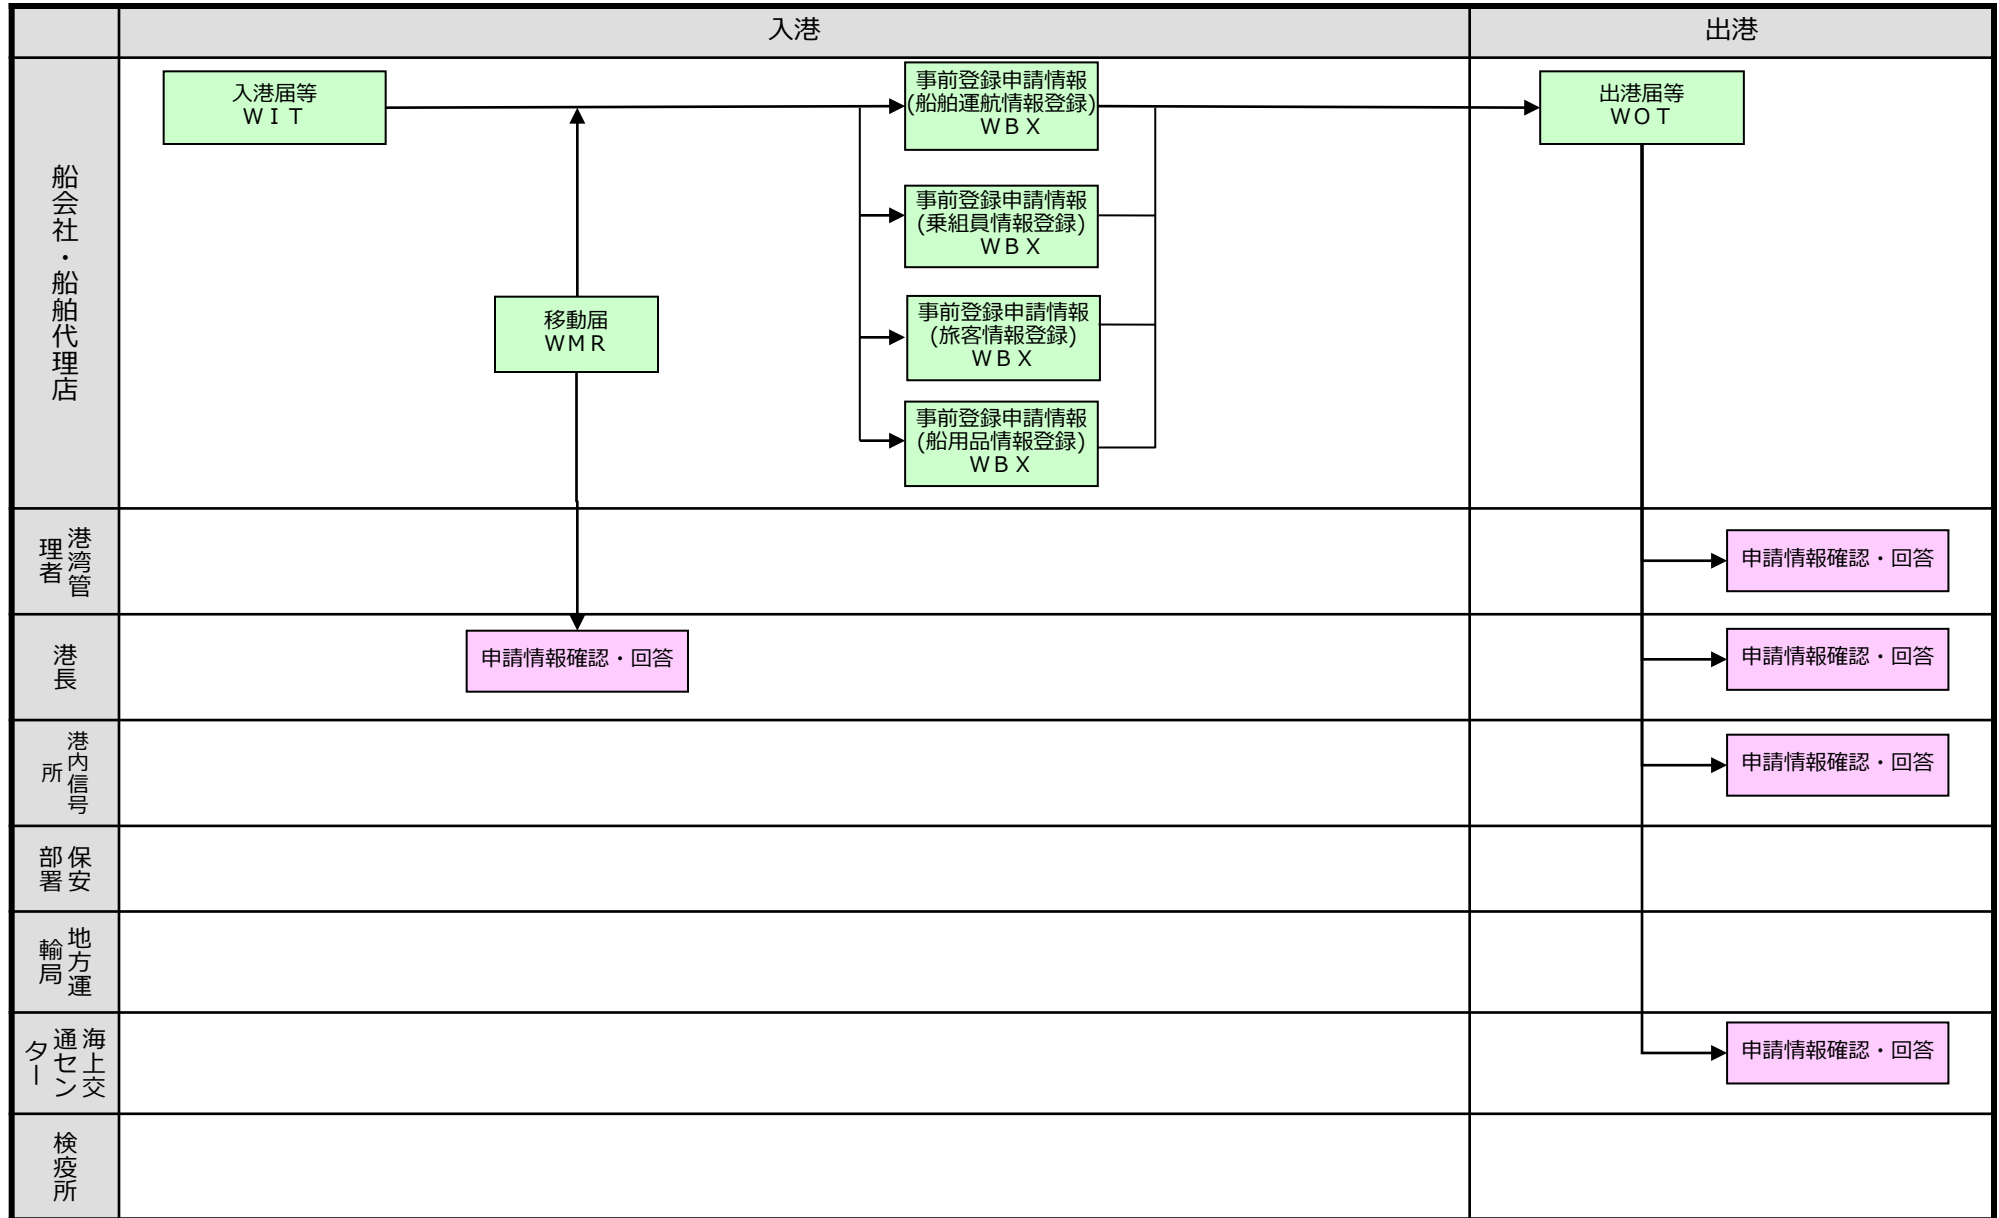 入港
出港
船会社・船舶代理店
入港届等
ＷＩＴ
事前登録申請情報
(船舶運航情報登録)
ＷＢＸ
出港届等
ＷＯＴ
事前登録申請情報
(乗組員情報登録)
ＷＢＸ
移動届
ＷＭＲ
事前登録申請情報
(旅客情報登録)
ＷＢＸ
事前登録申請情報
(船用品情報登録)
ＷＢＸ
港湾管
理者
申請情報確認・回答
港長
申請情報確認・回答
申請情報確認・回答
港内信号
所
申請情報確認・回答
保安
部署
地方運
輸局
海上交
通セン
ター
申請情報確認・回答
検疫所